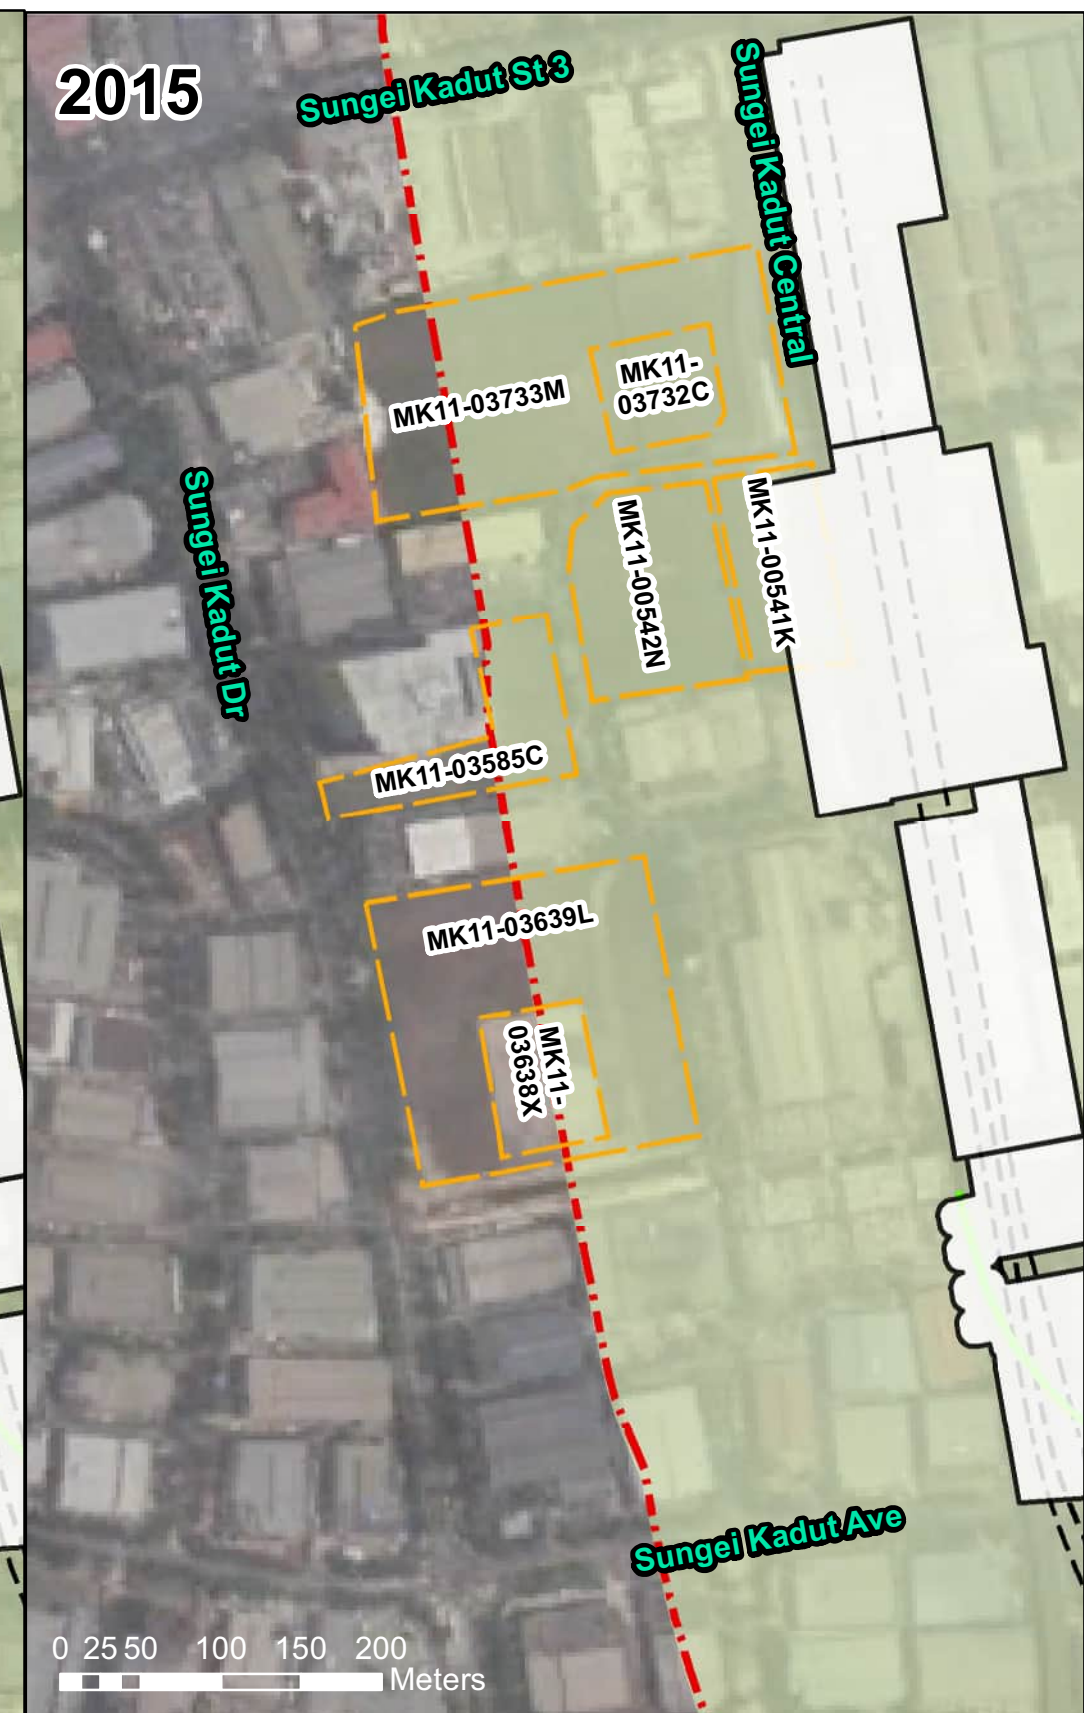 2015
Sungei Kadut St 3
Sungei Kadut Central
MK11-03733M
MK11-
03732C
MK11-00542N
MK11-00541K
Sungei Kadut Dr
MK11-03585C
MK11-03639L
MK11-
03638X
Sungei Kadut Ave
0 25 50 100 150 200
Meters